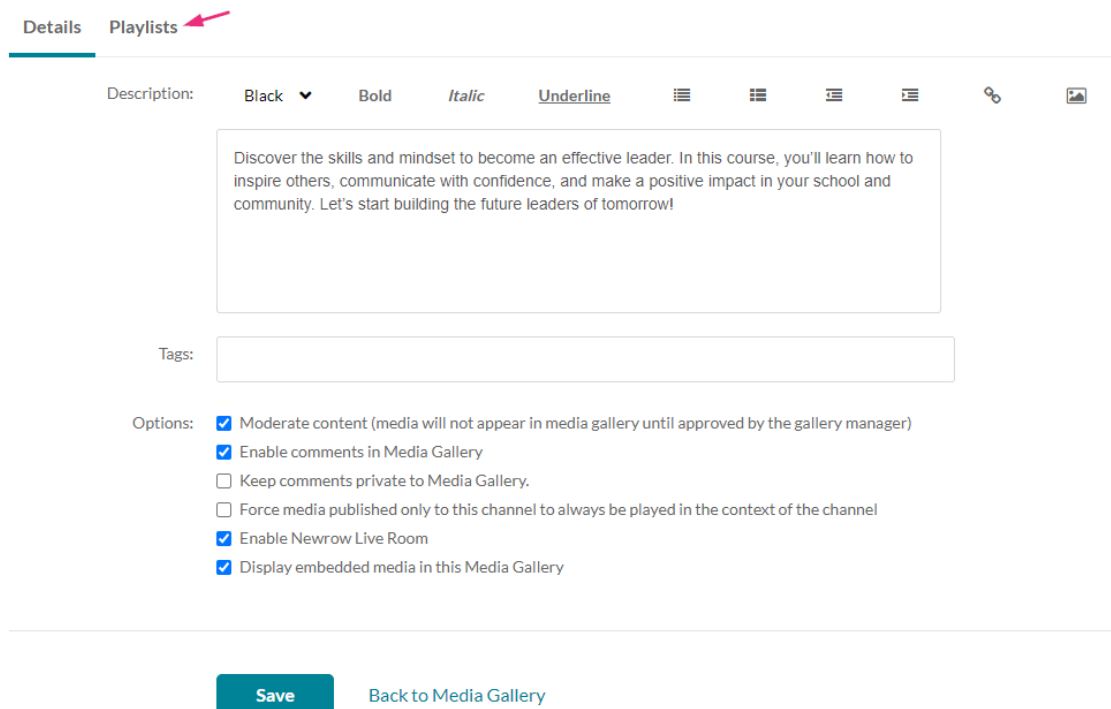 Details Playlists
Description: Black Bold Italic Underline
Discover the skills and mindset to become an effective leader. In this course, you'll learn how to
inspire others, communicate with confidence, and make a positive impact in your school and
community. Let's start building the future leaders of tomorrow!
Tags:
Options: Moderate content (media will not appear in media gallery until approved by the gallery manager)
Enable comments in Media Gallery
Keep comments private to Media Gallery.
Force media published only to this channel to always be played in the context of the channel
Enable Newrow Live Room
Display embedded media in this Media Gallery
Save Back to Media Gallery